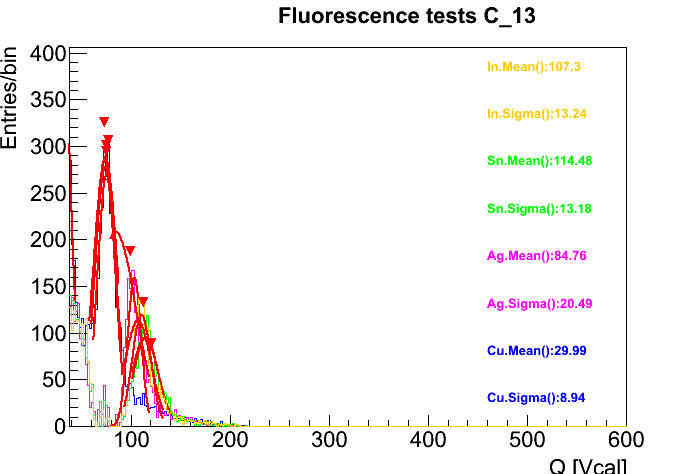 Fluorescence tests C_13
Entries/bin
400
350
300
250
200
150
100
50
0
100
200
300
400
500
600
Q [Vcal]
In.Mean():107.3
In.Sigma():13.24
Sn.Mean():114.48
Sn.Sigma():13.18
Ag.Mean():84.76
Ag.Sigma():20.49
Cu.Mean():29.99
Cu.Sigma():8.94